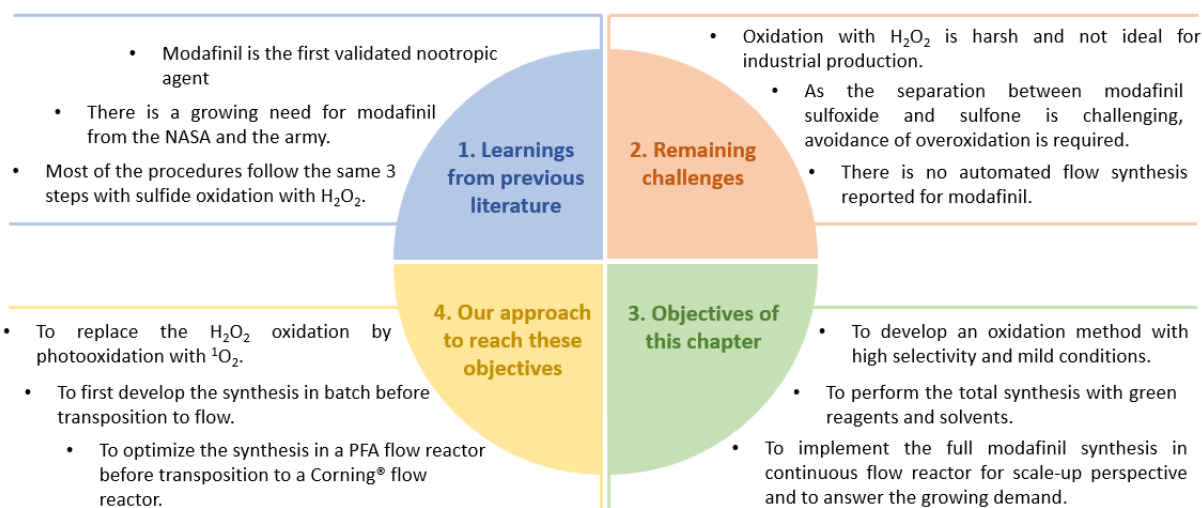 • Modafinil is the first validated nootropic
agent
• There is a growing need for modafinil
from the NASA and the army.
• Most of the procedures follow the same 3
steps with sulfide oxidation with H₂O₂.
1. Learnings
from previous
literature
2. Remaining
challenges
• Oxidation with H₂O₂ is harsh and not ideal for
industrial production.
• As the separation between modafinil
sulfoxide and sulfone is challenging,
avoidance of overoxidation is required.
• There is no automated flow synthesis
reported for modafinil.
• To replace the H₂O₂ oxidation by
photooxidation with ¹O₂.
• To first develop the synthesis in batch before
transposition to flow.
• To optimize the synthesis in a PFA flow reactor
before transposition to a Corning® flow
reactor.
4. Our approach
to reach these
objectives
3. Objectives of
this chapter
• To develop an oxidation method with
high selectivity and mild conditions.
• To perform the total synthesis with green
reagents and solvents.
• To implement the full modafinil synthesis in
continuous flow reactor for scale-up perspective
and to answer the growing demand.